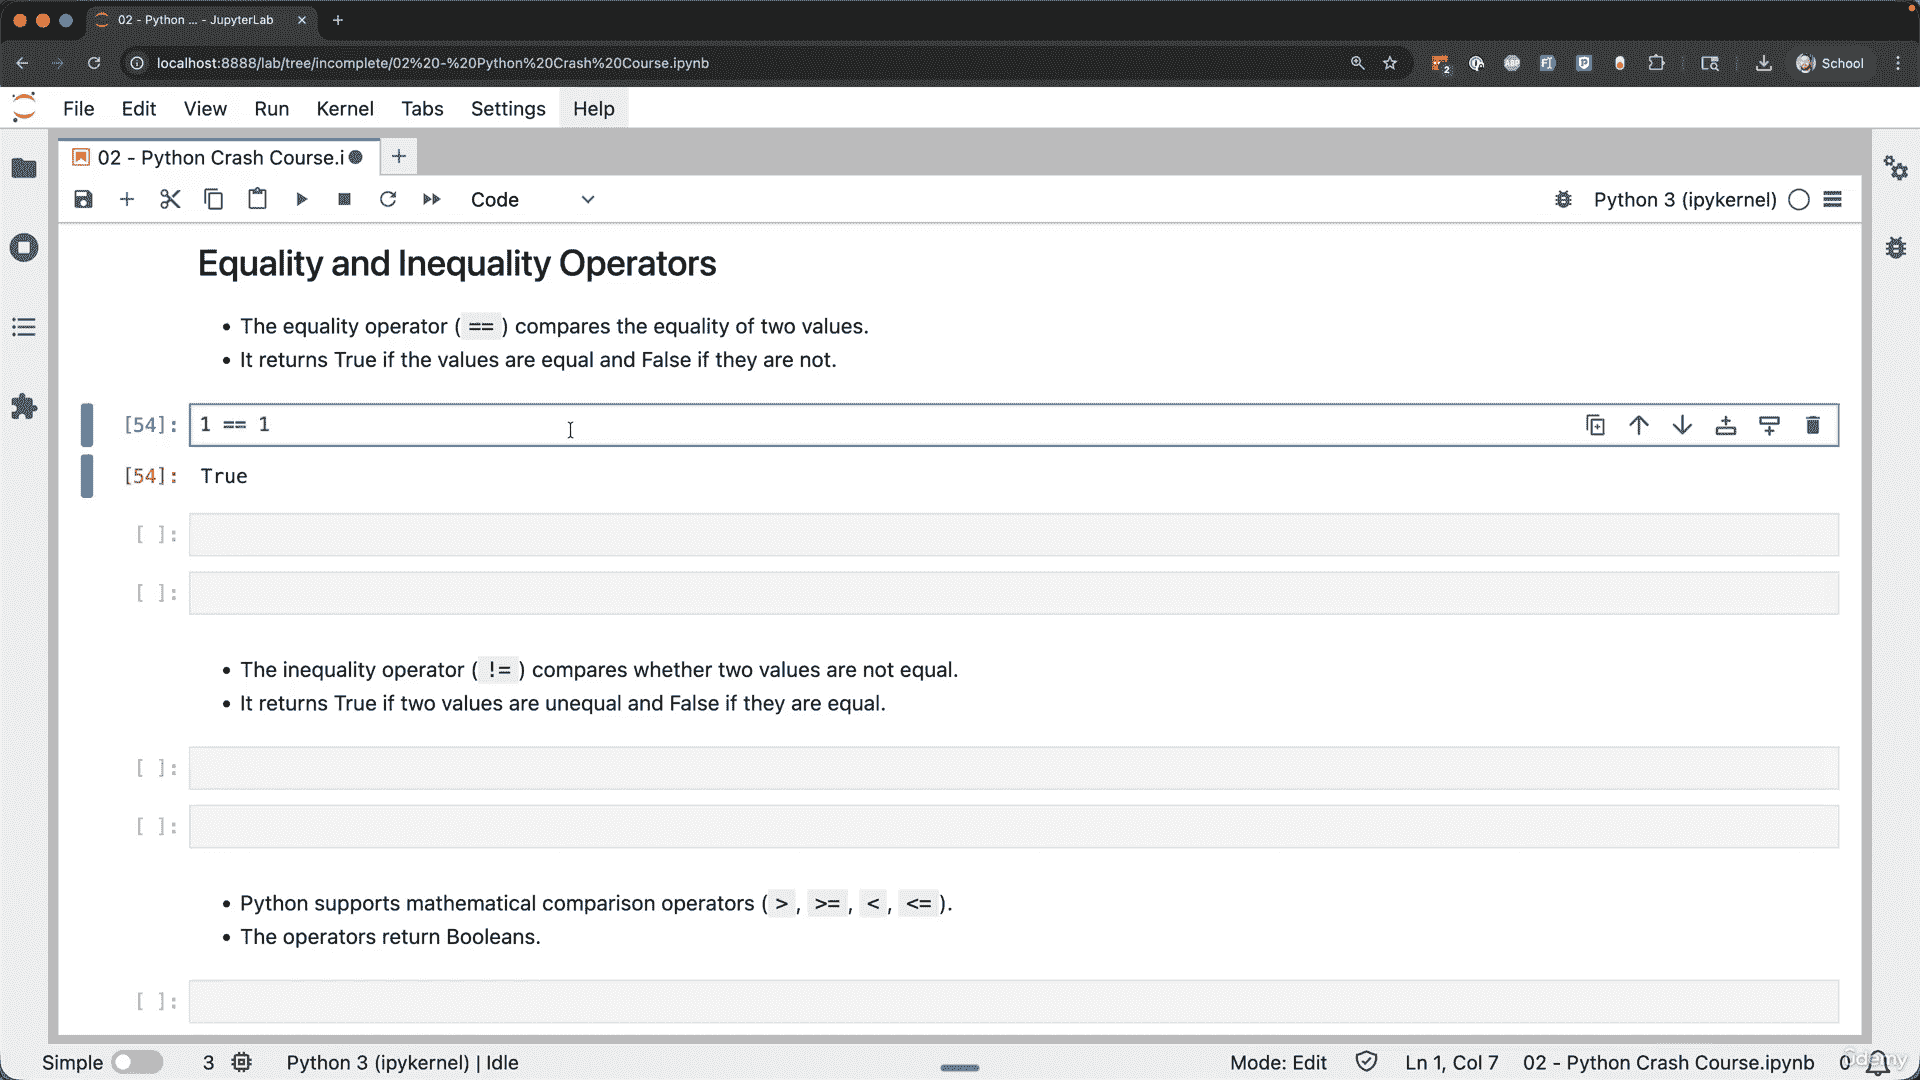 02 - Python ... - JupyterLab
localhost:8888/lab/tree/incomplete/02%20-%20Python%20Crash%20Course.ipynb
2
ABP
School
File Edit View Run Kernel Tabs Settings Help
02 - Python Crash Course.i
Code
Python 3 (ipykernel)
Equality and Inequality Operators
• The equality operator ( == ) compares the equality of two values.
• It returns True if the values are equal and False if they are not.
[54]: 1 == 1
[54]: True
[ ]:
[ ]:
• The inequality operator ( != ) compares whether two values are not equal.
• It returns True if two values are unequal and False if they are equal.
[ ]:
[ ]:
• Python supports mathematical comparison operators ( > , >= , < , <= ).
• The operators return Booleans.
[ ]:
Simple 3 Python 3 (ipykernel) | Idle Mode: Edit Ln 1, Col 7 02 - Python Crash Course.ipynb 0
Udemy